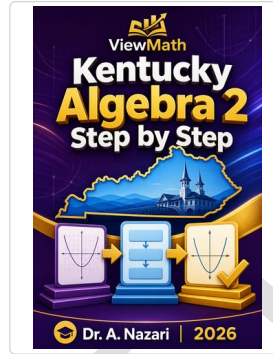 ViewMath
Kentucky
Algebra 2
Step by Step
Dr. A. Nazari | 2026